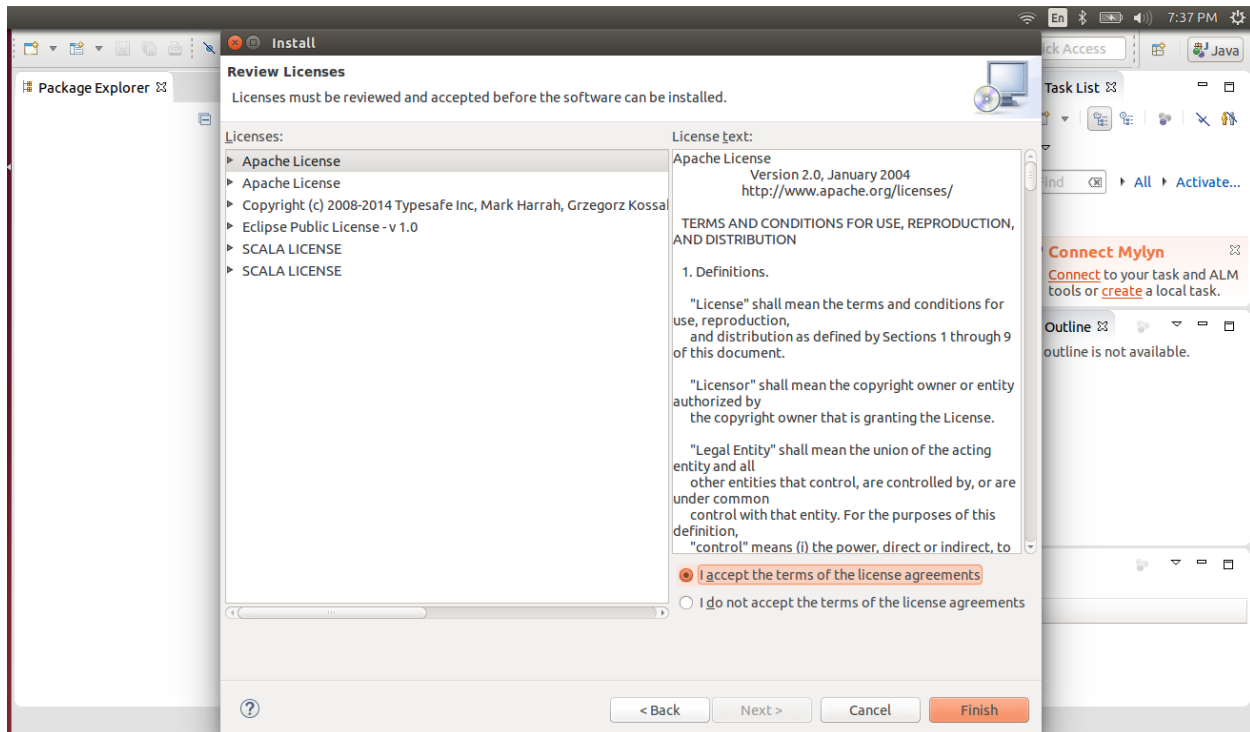 En 7:37 PM
Install
ick Access Java
Package Explorer
Review Licenses
Licenses must be reviewed and accepted before the software can be installed.
Licenses:
Apache License
Apache License
Copyright (c) 2008-2014 Typesafe Inc, Mark Harrah, Grzegorz Kossal
Eclipse Public License - v 1.0
SCALA LICENSE
SCALA LICENSE
License text:
Apache License
Version 2.0, January 2004
http://www.apache.org/licenses/
TERMS AND CONDITIONS FOR USE, REPRODUCTION,
AND DISTRIBUTION
1. Definitions.
"License" shall mean the terms and conditions for
use, reproduction,
and distribution as defined by Sections 1 through 9
of this document.
"Licensor" shall mean the copyright owner or entity
authorized by
the copyright owner that is granting the License.
"Legal Entity" shall mean the union of the acting
entity and all
other entities that control, are controlled by, or are
under common
control with that entity. For the purposes of this
definition,
"control" means (i) the power, direct or indirect, to
I accept the terms of the license agreements
I do not accept the terms of the license agreements
< Back Next > Cancel Finish
Task List
Find All Activate...
Connect Mylyn
Connect to your task and ALM
tools or create a local task.
Outline
outline is not available.